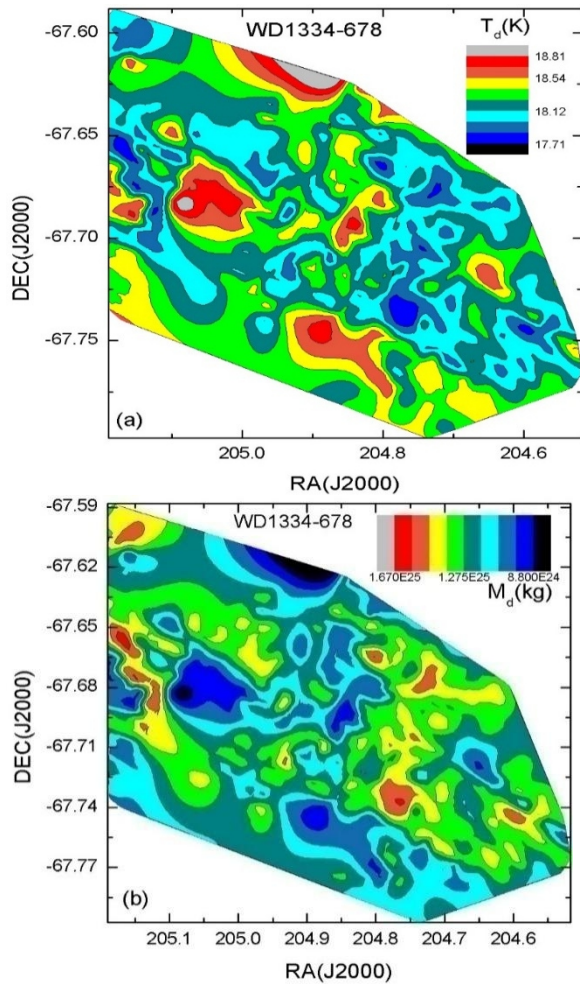 WD1334-678
T_d(K)
18.81
18.54
18.12
17.71
-67.60
-67.65
-67.70
-67.75
DEC(J2000)
(a)
205.0
204.8
204.6
RA(J2000)
WD1334-678
1.670E25
1.275E25
8.800E24
M_d(kg)
-67.59
-67.62
-67.65
-67.68
-67.71
-67.74
-67.77
DEC(J2000)
(b)
205.1
205.0
204.9
204.8
204.7
204.6
RA(J2000)